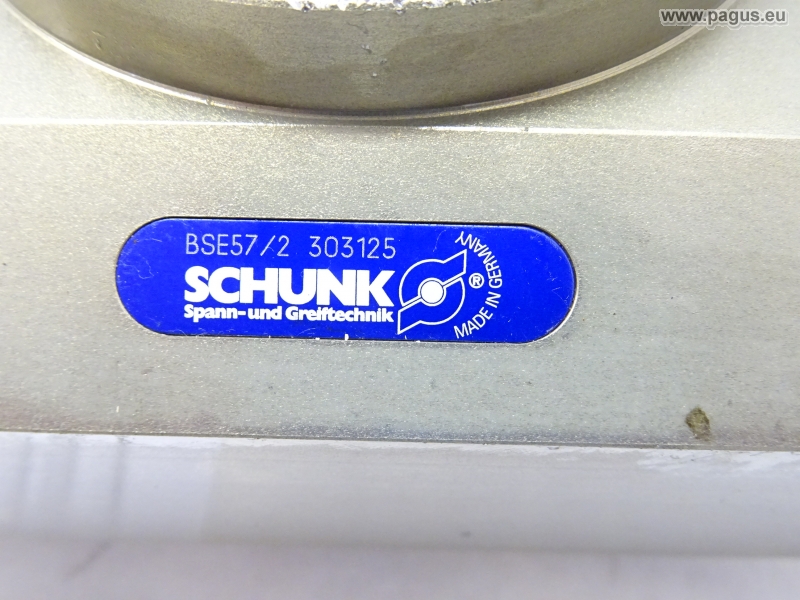 www.pagus.eu
BSE57/2 303125
SCHUNK
Spann-und Greiftechnik
®
MADE IN GERMANY